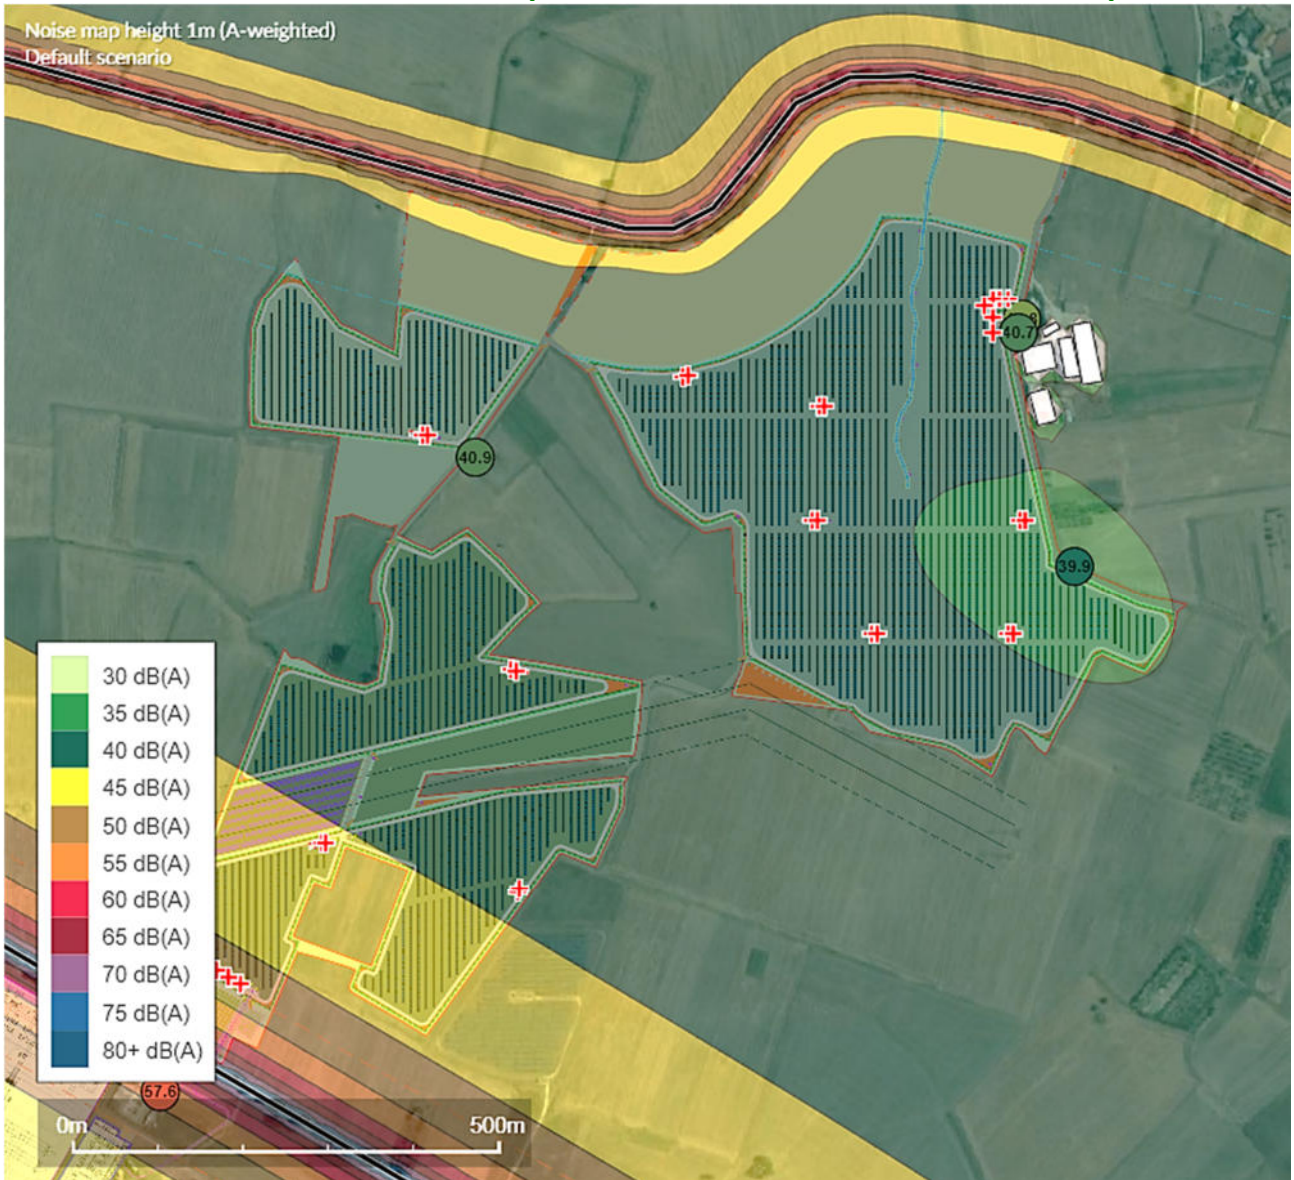 Noise map height 1m (A-weighted)
Default scenario
40.7
40.9
39.9
30 dB(A)
35 dB(A)
40 dB(A)
45 dB(A)
50 dB(A)
55 dB(A)
60 dB(A)
65 dB(A)
70 dB(A)
75 dB(A)
80+ dB(A)
57.6
0m
500m